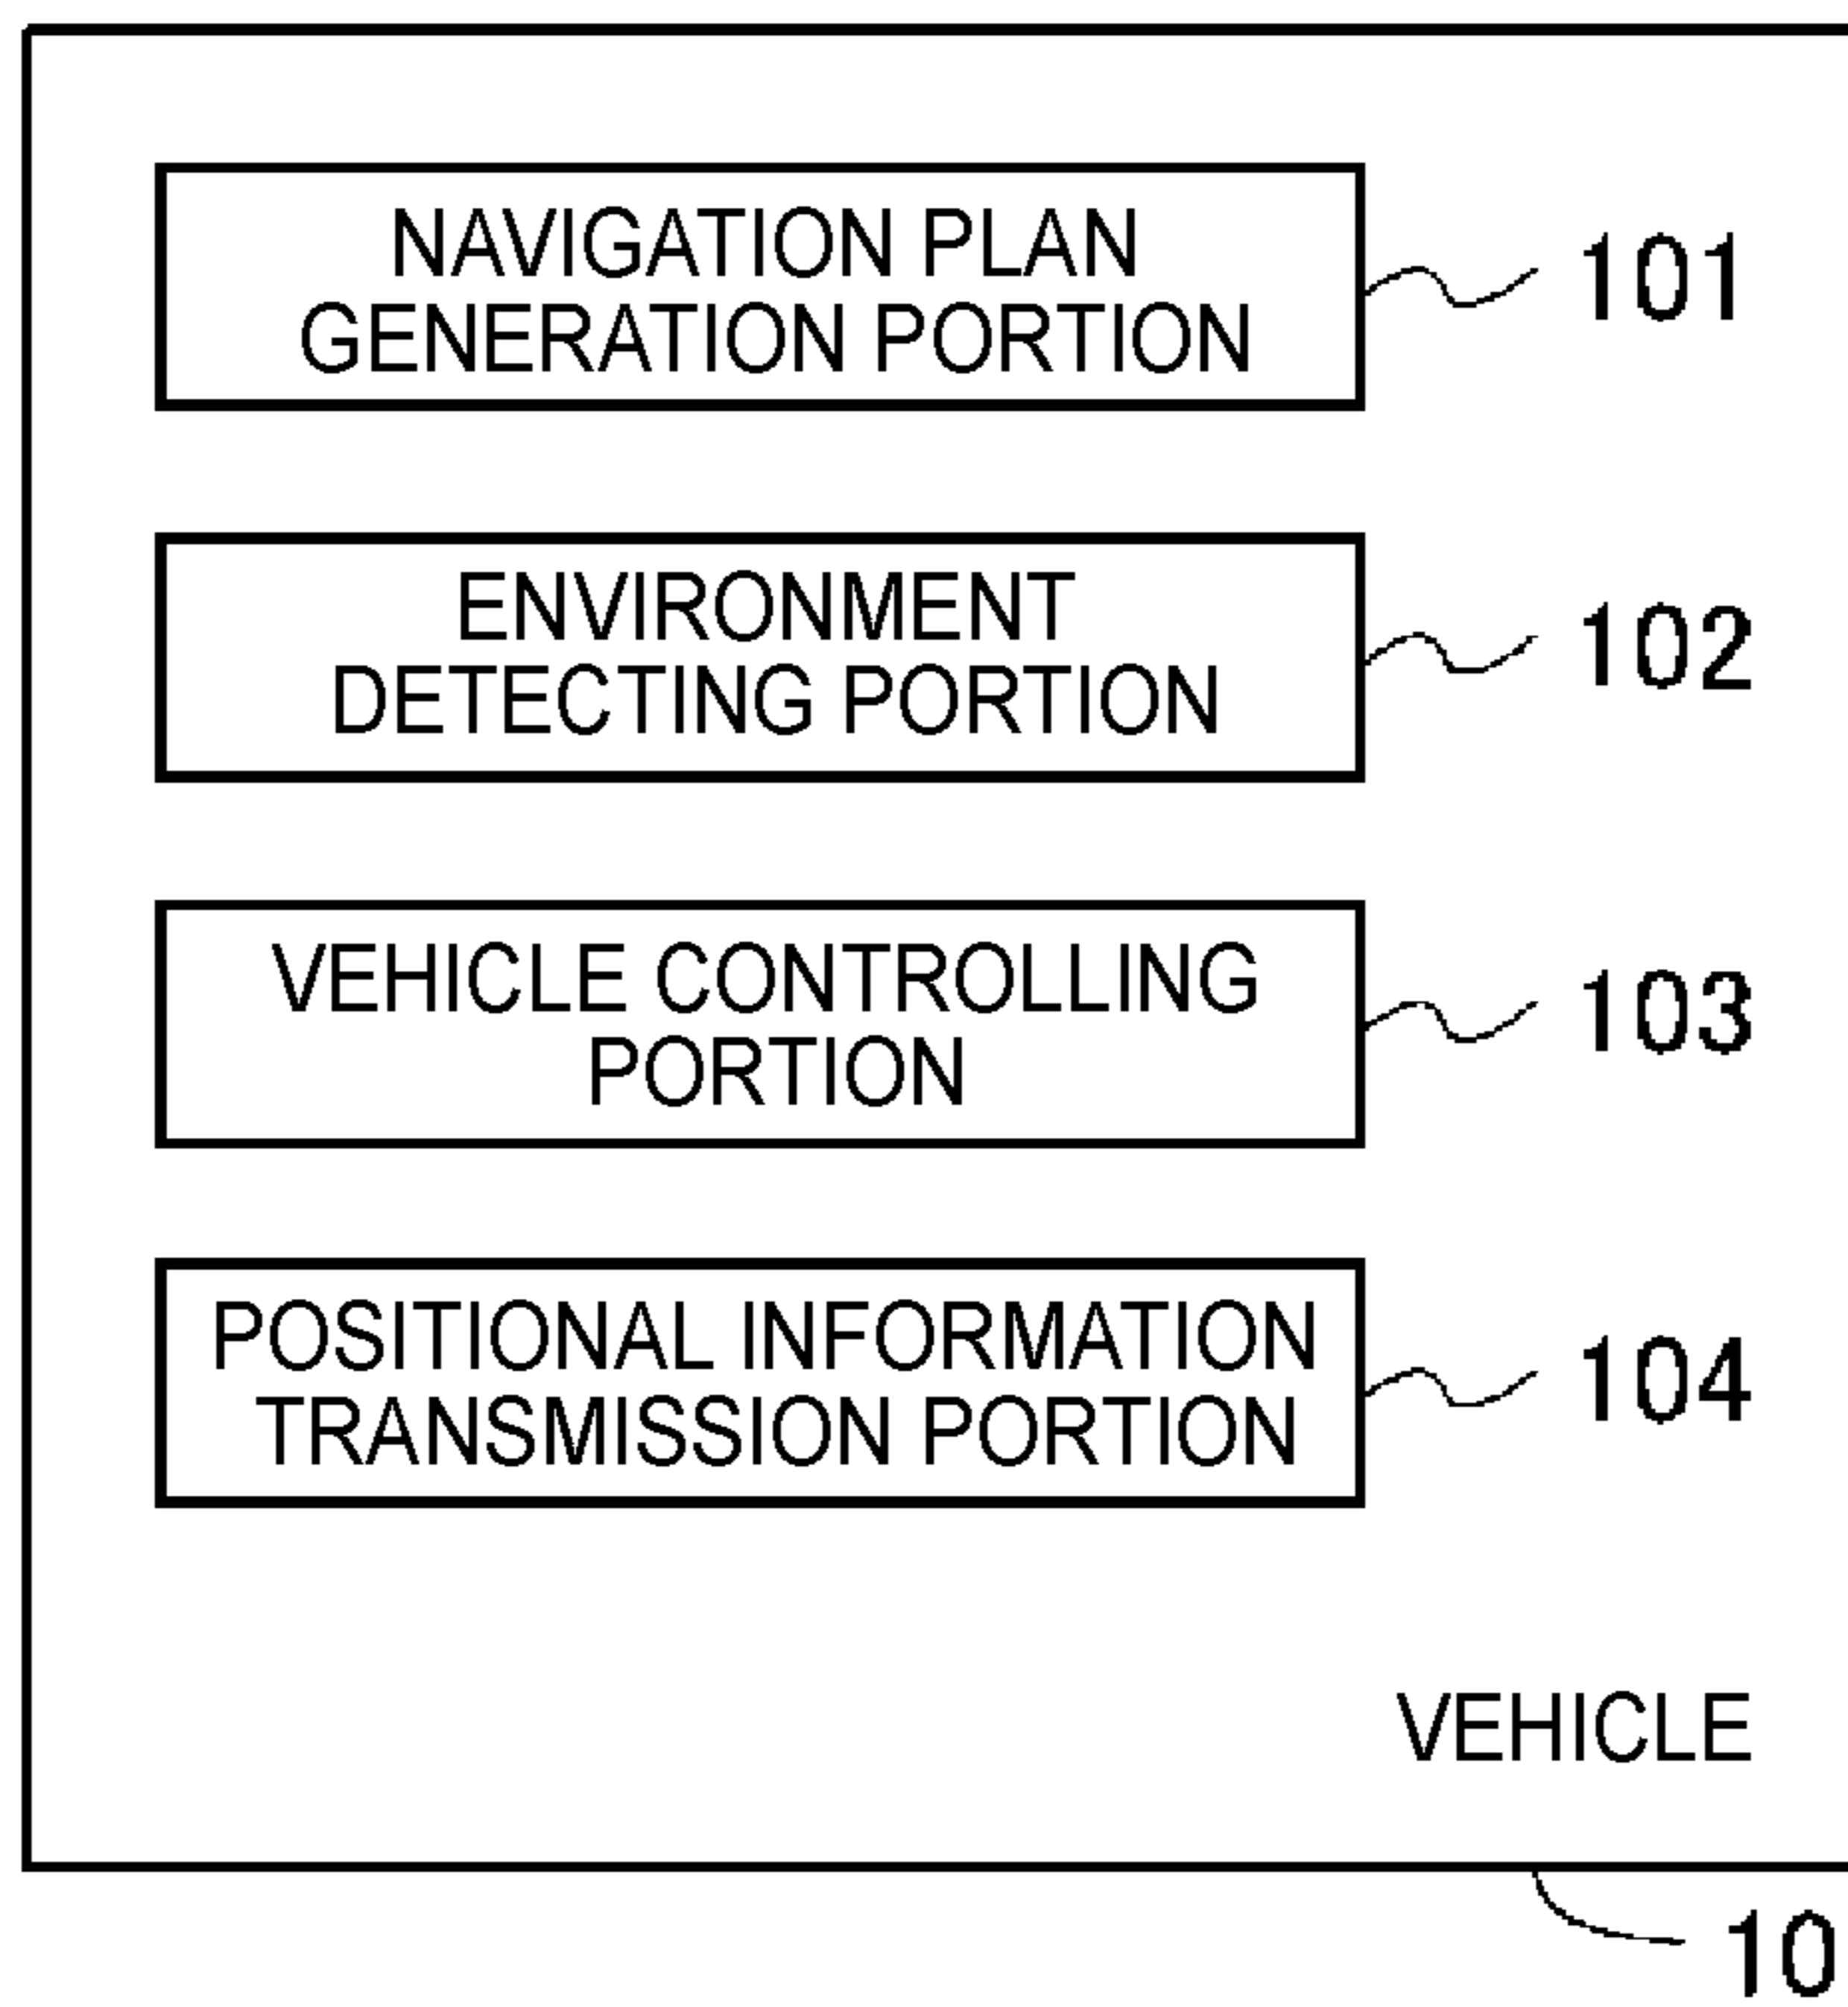 NAVIGATION PLAN
GENERATION PORTION
101
ENVIRONMENT
DETECTING PORTION
102
VEHICLE CONTROLLING
PORTION
103
POSITIONAL INFORMATION
TRANSMISSION PORTION
104
VEHICLE
10